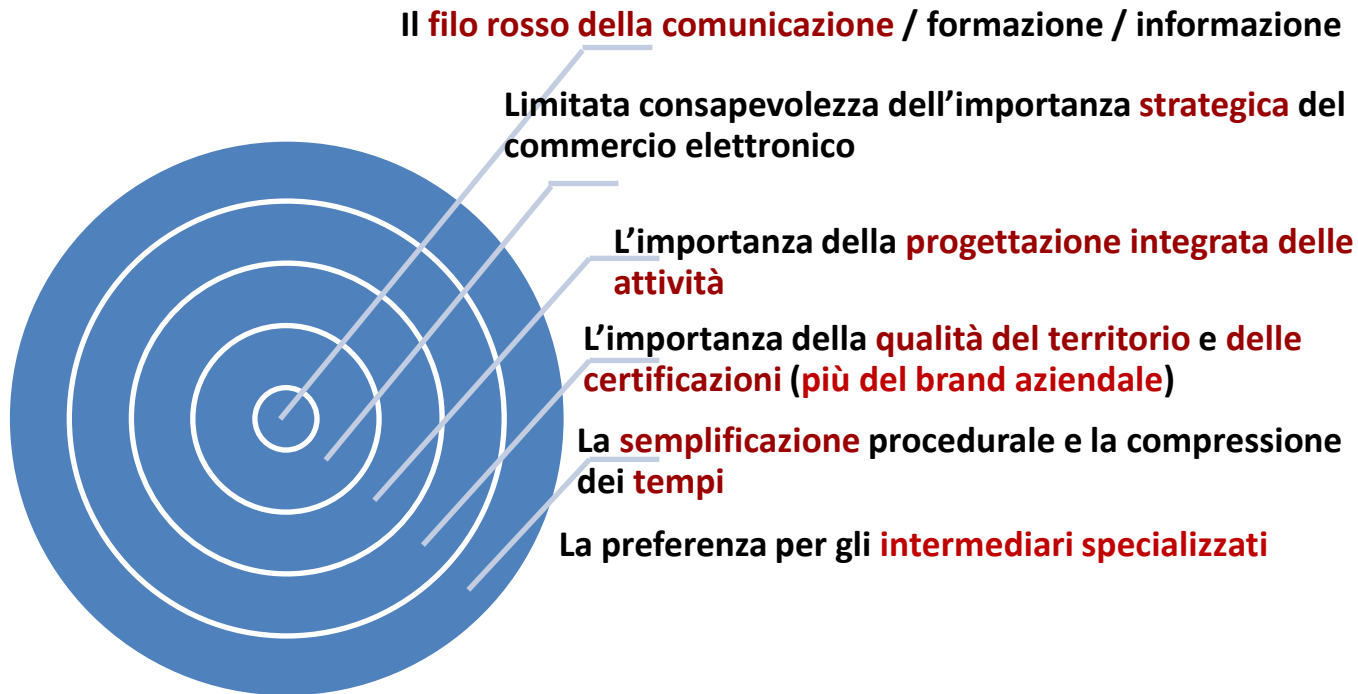 Il filo rosso della comunicazione / formazione / informazione
Limitata consapevolezza dell’importanza strategica del
commercio elettronico
L’importanza della progettazione integrata delle
attività
L’importanza della qualità del territorio e delle
certificazioni (più del brand aziendale)
La semplificazione procedurale e la compressione
dei tempi
La preferenza per gli intermediari specializzati